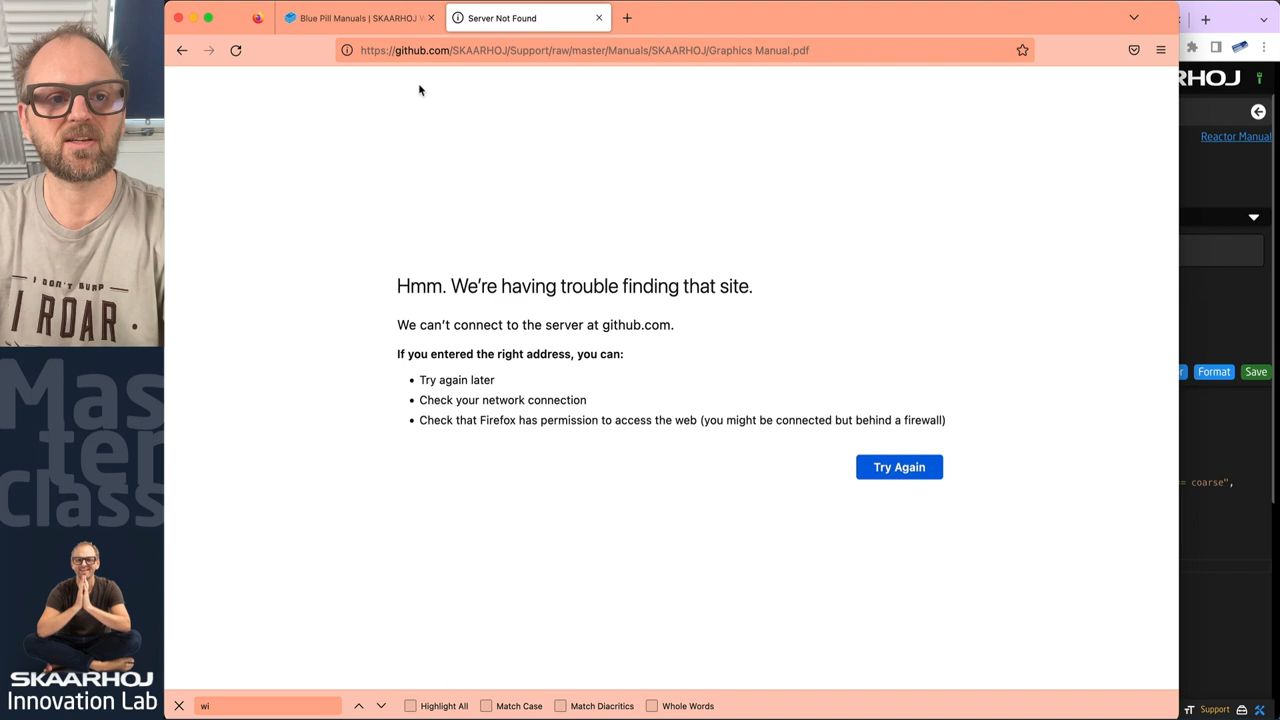 Blue Pill Manuals | SKAARHOJ W
Server Not Found
https://github.com/SKAARHOJ/Support/raw/master/Manuals/SKAARHOJ/Graphics Manual.pdf
RHOJ
Reactor Manual
I DON'T BURP
I ROAR.
Hmm. We're having trouble finding that site.
We can't connect to the server at github.com.
If you entered the right address, you can:
• Try again later
• Check your network connection
• Check that Firefox has permission to access the web (you might be connected but behind a firewall)
Try Again
Format
Save
= coarse",
Mas
ter
Class
SKAARHOJ
Innovation Lab
wi
Highlight All
Match Case
Match Diacritics
Whole Words
Support